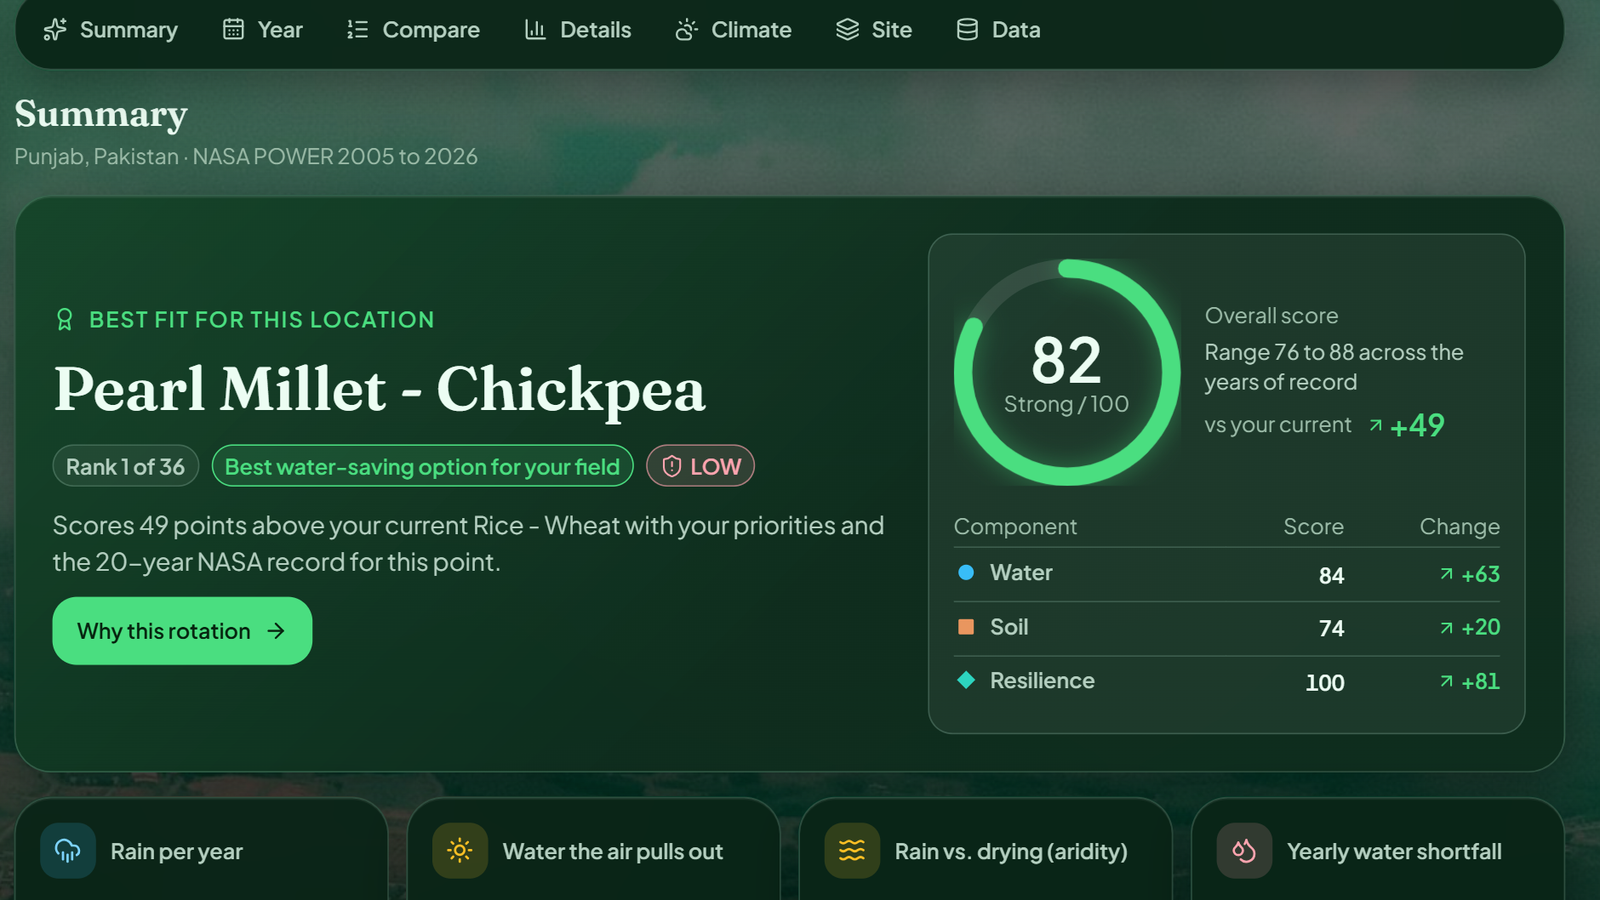 Summary
Year
Compare
Details
Climate
Site
Data
Summary
Punjab, Pakistan · NASA POWER 2005 to 2026
BEST FIT FOR THIS LOCATION
Pearl Millet - Chickpea
Rank 1 of 36
Best water-saving option for your field
LOW
Scores 49 points above your current Rice - Wheat with your priorities and
the 20-year NASA record for this point.
Why this rotation →
82
Strong / 100
Overall score
Range 76 to 88 across the
years of record
vs your current ↗ +49
Component Score Change
Water 84 ↗ +63
Soil 74 ↗ +20
Resilience 100 ↗ +81
Rain per year
Water the air pulls out
Rain vs. drying (aridity)
Yearly water shortfall